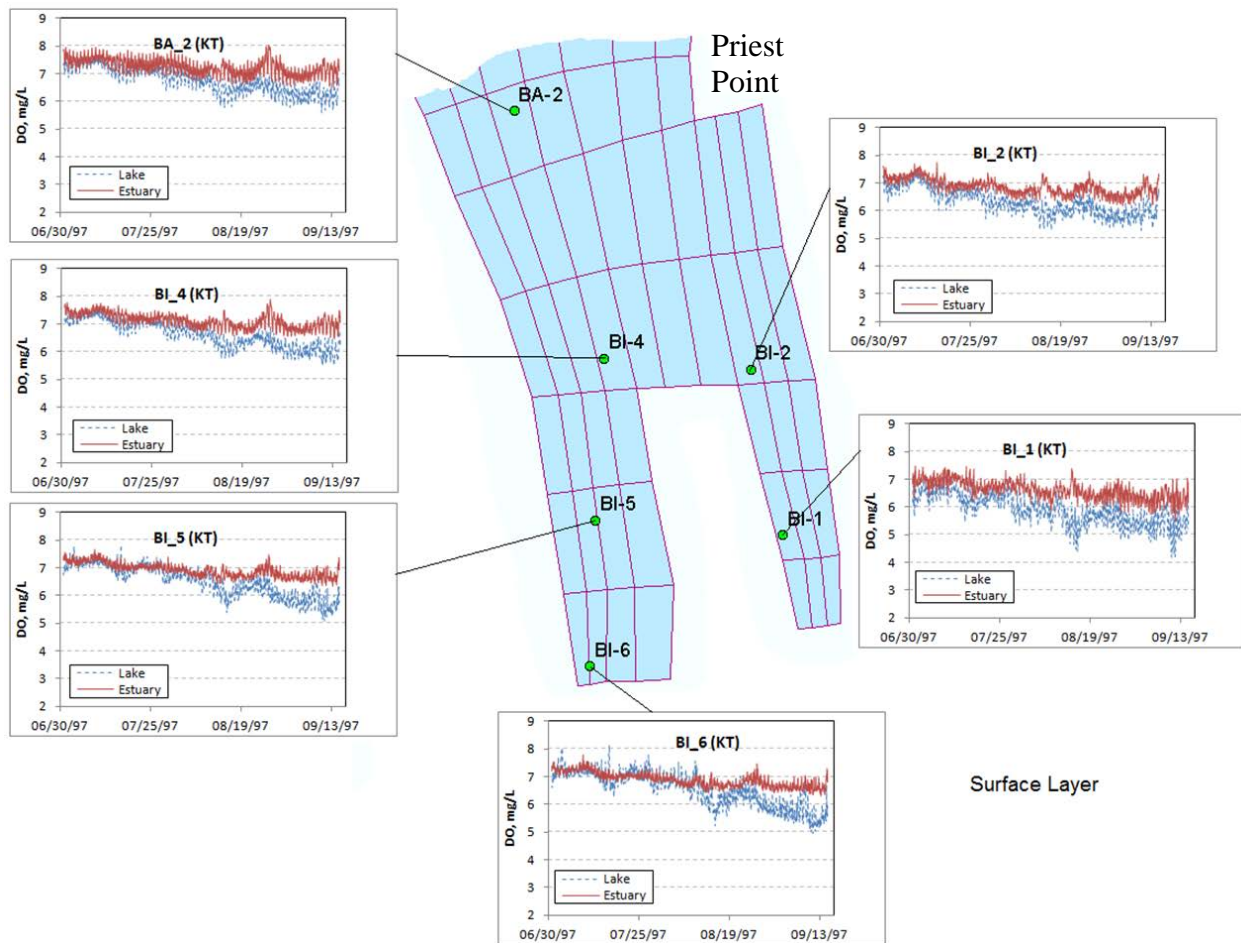 9
8
7
6
5
4
3
2
DO, mg/L
BA_2 (KT)
Lake
Estuary
06/30/97 07/25/97 08/19/97 09/13/97
Priest
Point
BA-2
9
8
7
6
5
4
3
2
DO, mg/L
BI_2 (KT)
Lake
Estuary
06/30/97 07/25/97 08/19/97 09/13/97
9
8
7
6
5
4
3
2
DO, mg/L
BI_4 (KT)
Lake
Estuary
06/30/97 07/25/97 08/19/97 09/13/97
BI-4
BI-2
9
8
7
6
5
4
3
2
DO, mg/L
BI_1 (KT)
Lake
Estuary
06/30/97 07/25/97 08/19/97 09/13/97
9
8
7
6
5
4
3
2
DO, mg/L
BI_5 (KT)
Lake
Estuary
06/30/97 07/25/97 08/19/97 09/13/97
BI-5
BI-1
BI-6
9
8
7
6
5
4
3
2
DO, mg/L
BI_6 (KT)
Lake
Estuary
06/30/97 07/25/97 08/19/97 09/13/97
Surface Layer